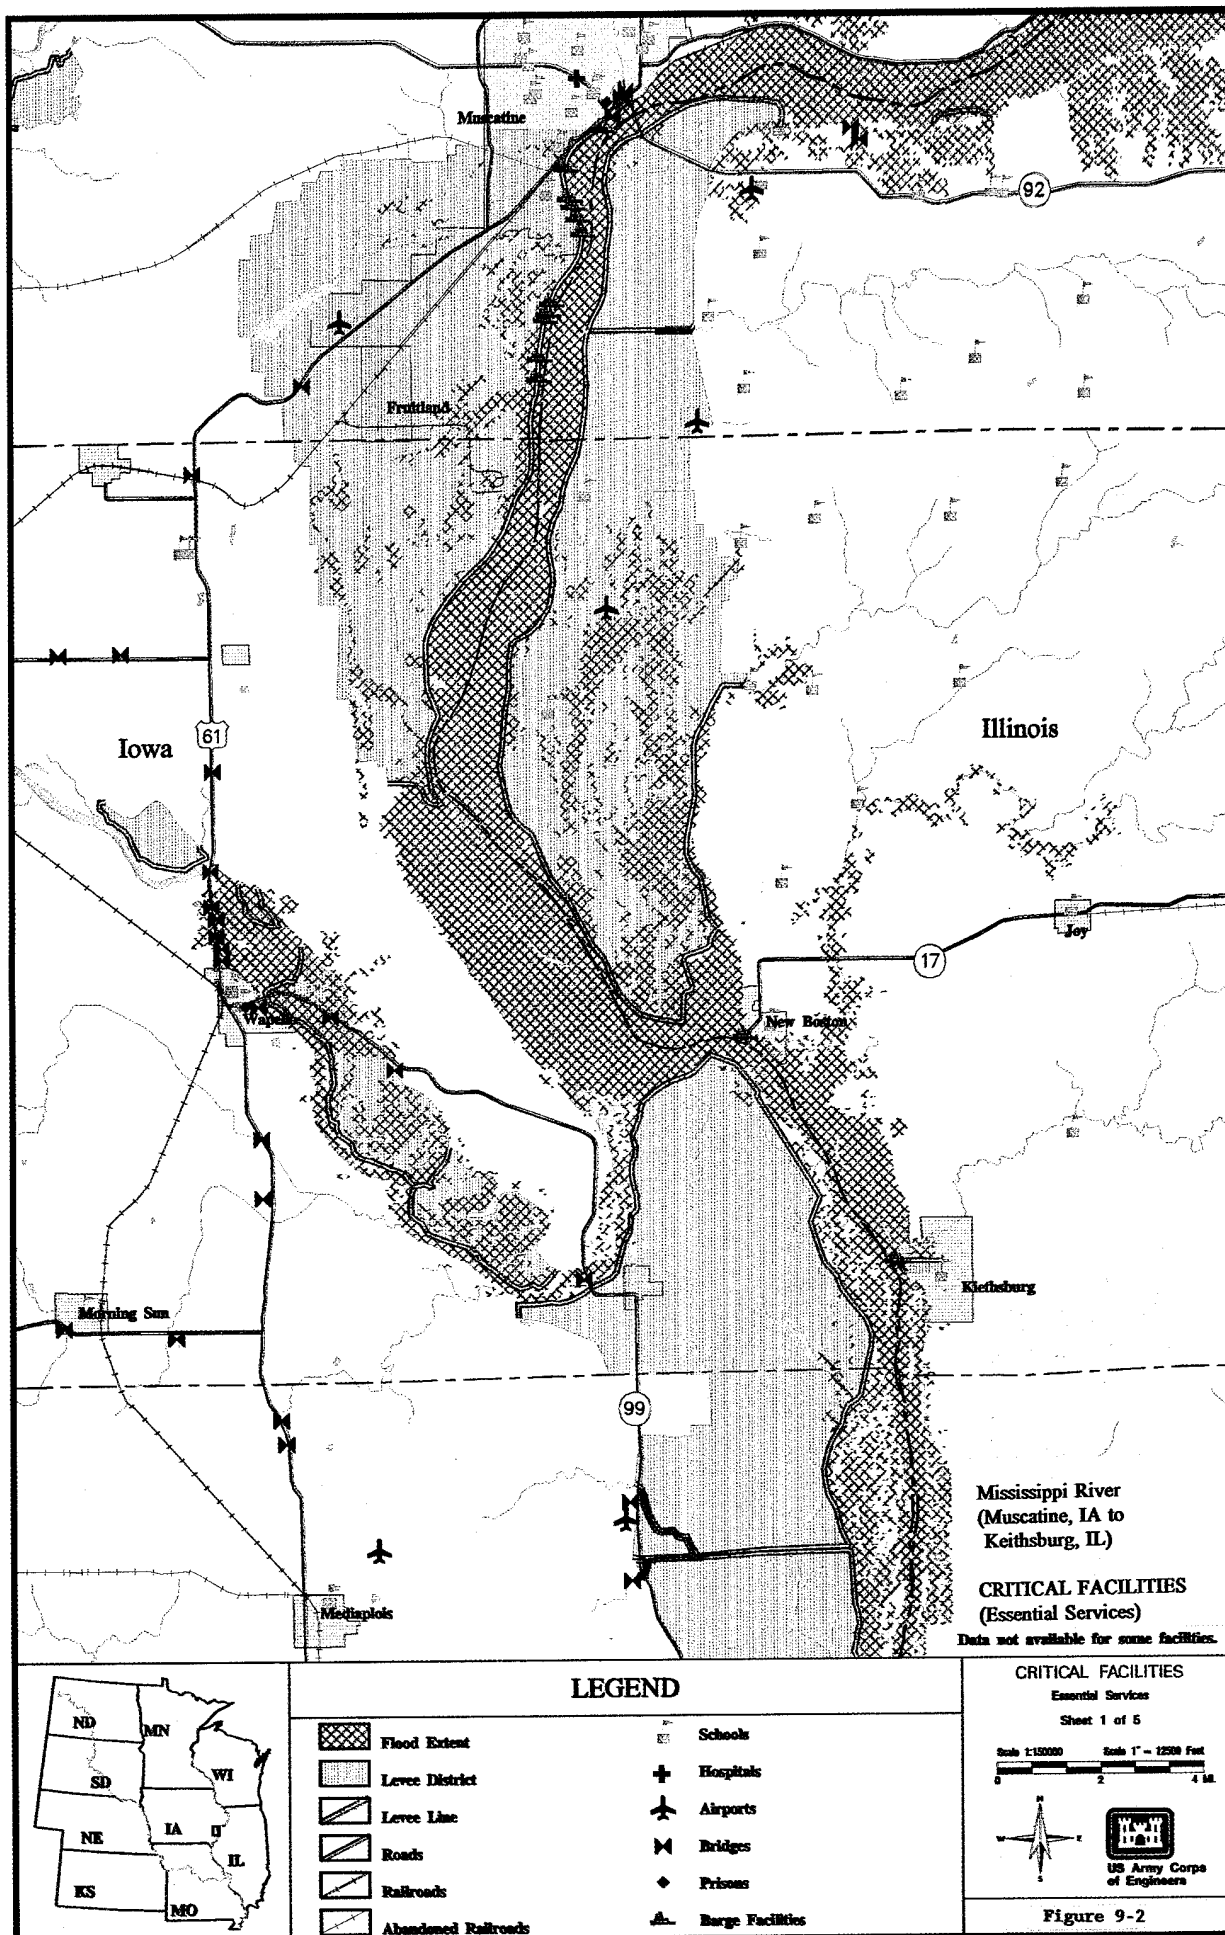 Muscatine
92
Fruitland
61
Iowa
Illinois
Joy
17
Wapello
New Boston
Kiethsburg
Morning Sun
99
Mississippi River
(Muscatine, IA to
Keithsburg, IL)
CRITICAL FACILITIES
(Essential Services)
Mediaplois
Data not available for some facilities.
ND
MN
SD
WI
NE
IA
IL
KS
MO
LEGEND
Flood Extent
Levee District
Levee Line
Roads
Railroads
Abandoned Railroads
Schools
Hospitals
Airports
Bridges
Prisons
Barge Facilities
CRITICAL FACILITIES
Essential Services
Sheet 1 of 5
Scale 1:150000 Scale 1" = 12500 Feet
0 2 4 Mi.
N
W E
S
US Army Corps
of Engineers
Figure 9-2